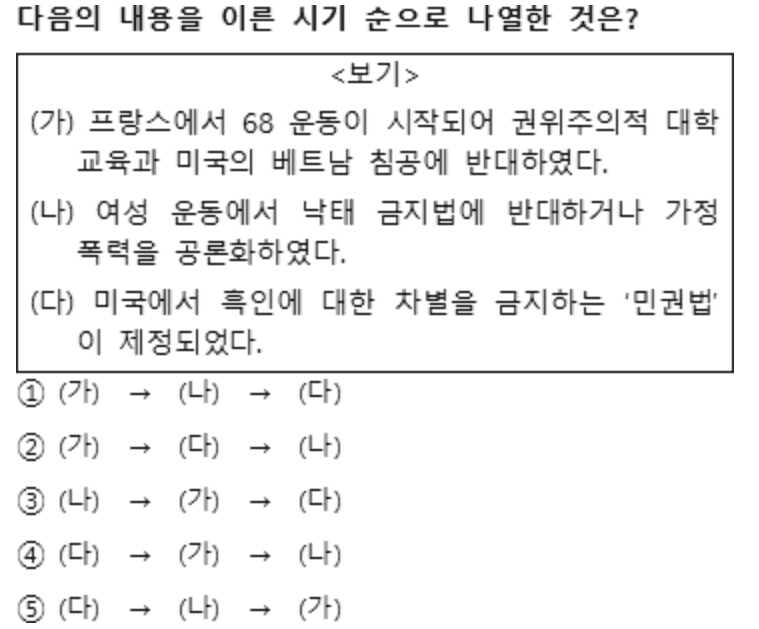 다음의 내용을 이른 시기 순으로 나열한 것은?
<보기>
(가) 프랑스에서 68 운동이 시작되어 권위주의적 대학
교육과 미국의 베트남 침공에 반대하였다.
(나) 여성 운동에서 낙태 금지법에 반대하거나 가정
폭력을 공론화하였다.
(다) 미국에서 흑인에 대한 차별을 금지하는 '민권법'
이 제정되었다.
① (가) → (나) → (다)
② (가) → (다) → (나)
③ (나) → (가) → (다)
④ (다) → (가) → (나)
⑤ (다) → (나) → (가)